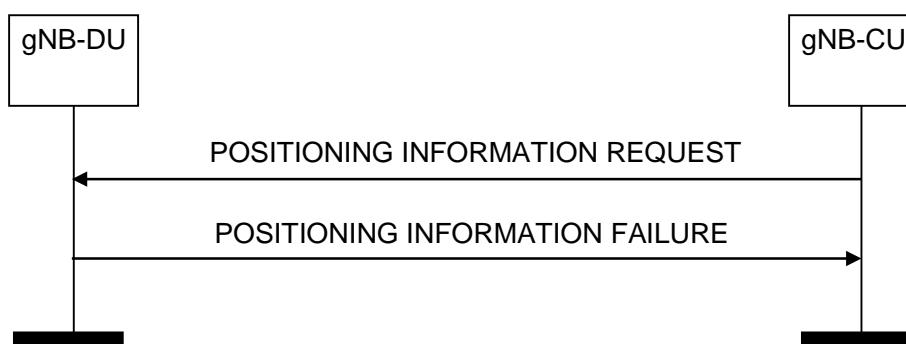 gNB-DU
gNB-CU
POSITIONING INFORMATION REQUEST
POSITIONING INFORMATION FAILURE